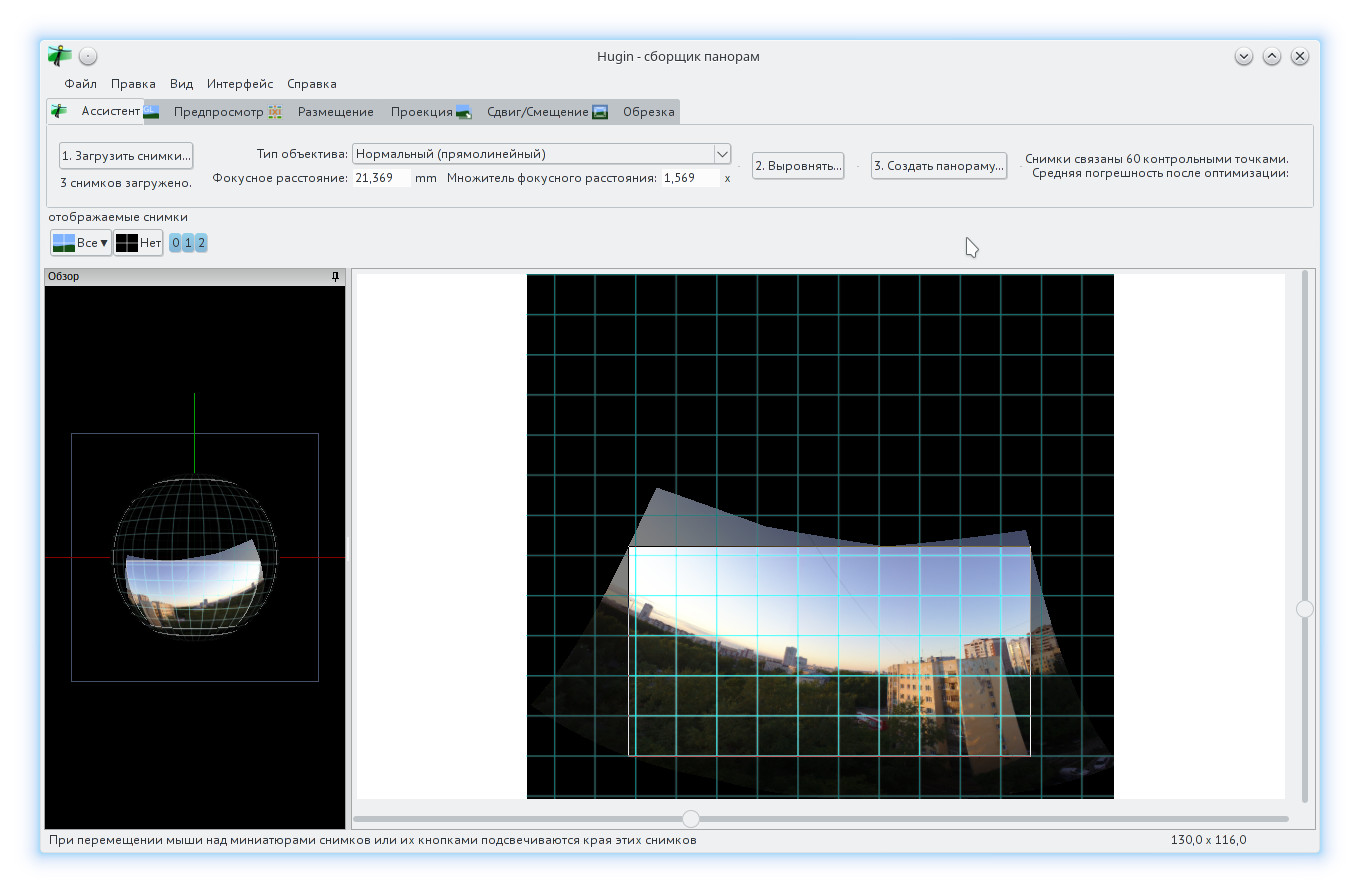 Hugin - сборщик панорам
Файл Правка Вид Интерфейс Справка
Ассистент Предпросмотр Размещение Проекция Сдвиг/Смещение Обрезка
1. Загрузить снимки... Тип объектива: Нормальный (прямолинейный) 2. Выровнять... 3. Создать панораму... Снимки связаны 60 контрольными точками.
3 снимков загружено. Фокусное расстояние: 21,369 mm Множитель фокусного расстояния: 1,569 x Средняя погрешность после оптимизации:
отображаемые снимки
Все Нет 0 1 2
Обзор
При перемещении мыши над миниатюрами снимков или их кнопками подсвечиваются края этих снимков 130,0 x 116,0